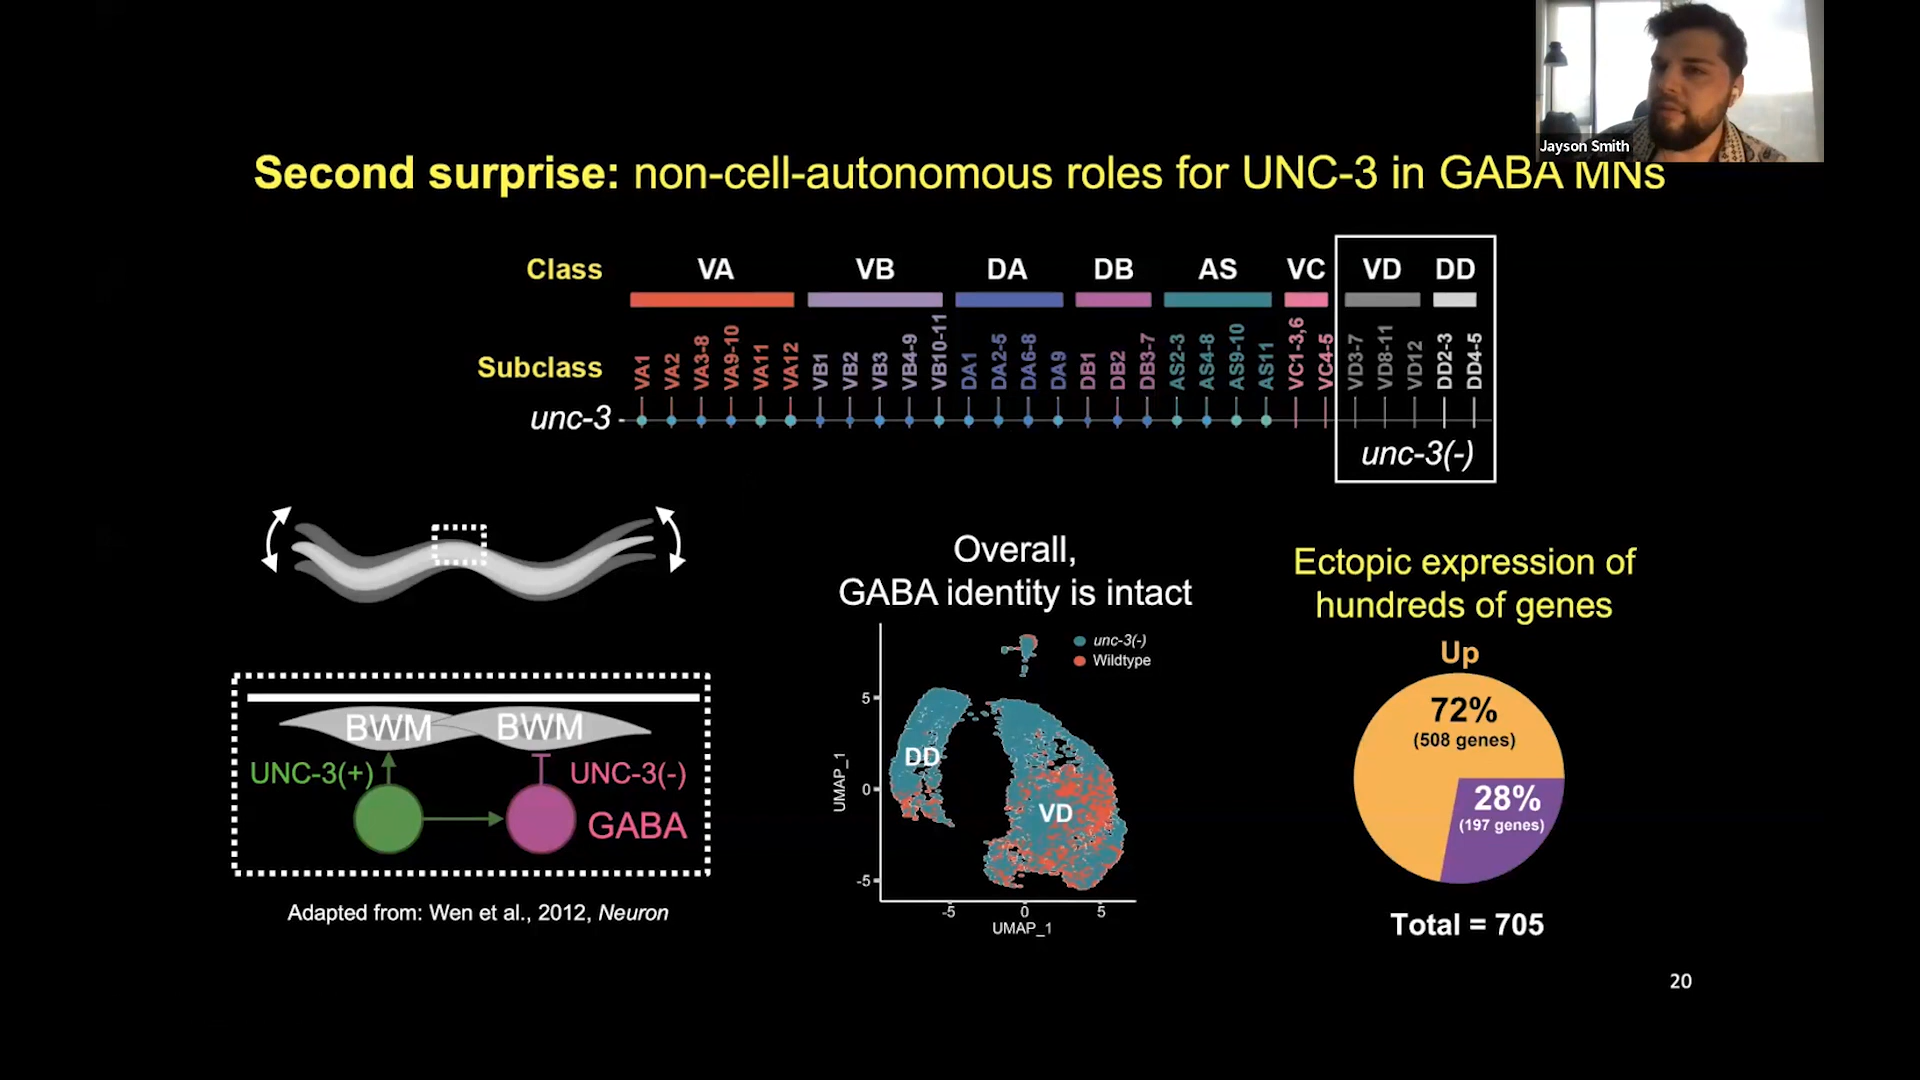 Jayson Smith
Second surprise: non-cell-autonomous roles for UNC-3 in GABA MNs
Class VA VB DA DB AS VC VD DD
Subclass VA1 VA2 VA3-8 VA9-10 VA11 VA12 VB1 VB2 VB3 VB4-9 VB10-11 DA1 DA2-5 DA6-8 DA9 DB1 DB2 DB3-7 AS2-3 AS4-8 AS9-10 AS11 VC1-3,6 VC4-5 VD3-7 VD8-11 VD12 DD2-3 DD4-5
unc-3
unc-3(-)
BWM BWM
UNC-3(+) UNC-3(-)
GABA
Adapted from: Wen et al., 2012, Neuron
Overall,
GABA identity is intact
unc-3(-)
Wildtype
5
0
-5
UMAP_1
DD
VD
-5 0 5
UMAP_1
Ectopic expression of
hundreds of genes
Up
72%
(508 genes)
28%
(197 genes)
Total = 705
20